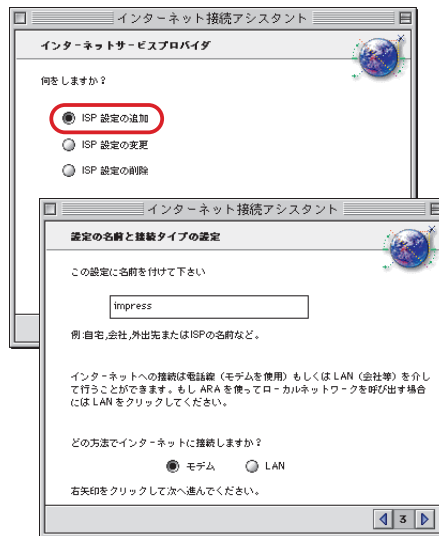 インターネット接続アシスタント
インターネットサービスプロバイダ
何をしますか？
ISP 設定の追加
ISP 設定の変更
ISP 設定の削除
インターネット接続アシスタント
設定の名前と接続タイプの設定
この設定に名前を付けて下さい
impress
例:自宅,会社,外出先またはISPの名前など。
インターネットへの接続は電話線（モデムを使用）もしくは LAN（会社等）を介し
て行うことができます。もし ARA を使ってローカルネットワークを呼び出す場合
には LAN をクリックしてください。
どの方法でインターネットに接続しますか？
モデム LAN
右矢印をクリックして次へ進んでください。
3